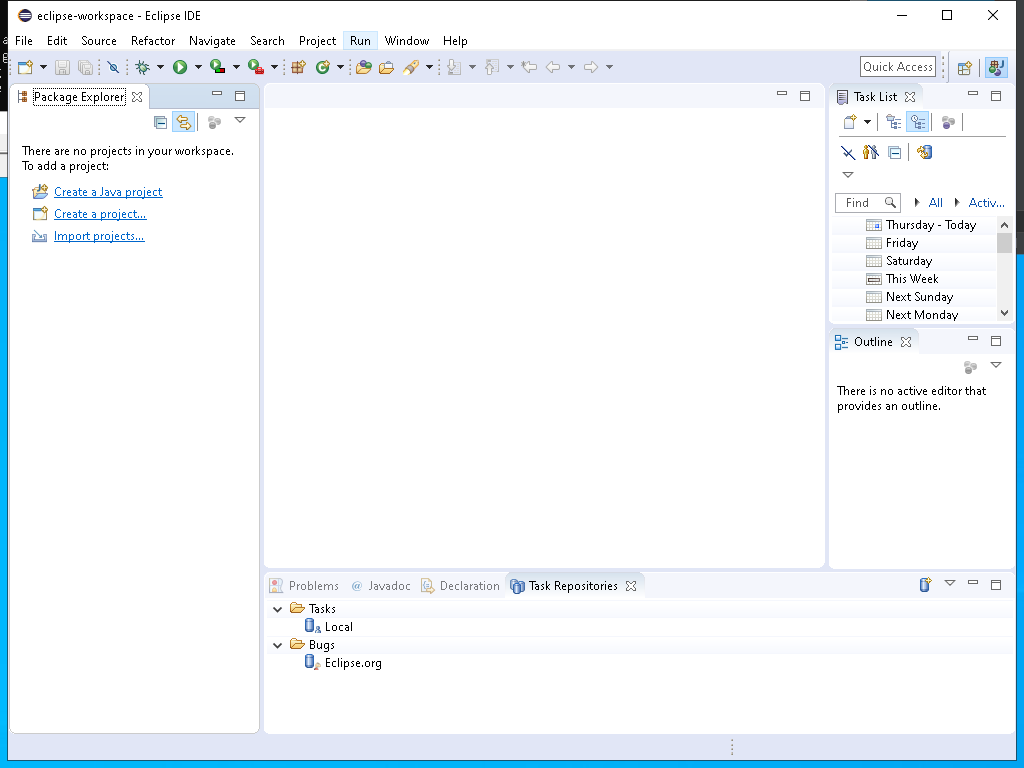 eclipse-workspace - Eclipse IDE
File Edit Source Refactor Navigate Search Project Run Window Help
Quick Access
Package Explorer
There are no projects in your workspace.
To add a project:
Create a Java project
Create a project...
Import projects...
Task List
Find All Activ...
Thursday - Today
Friday
Saturday
This Week
Next Sunday
Next Monday
Outline
There is no active editor that
provides an outline.
Problems @ Javadoc Declaration Task Repositories
Tasks
Local
Bugs
Eclipse.org